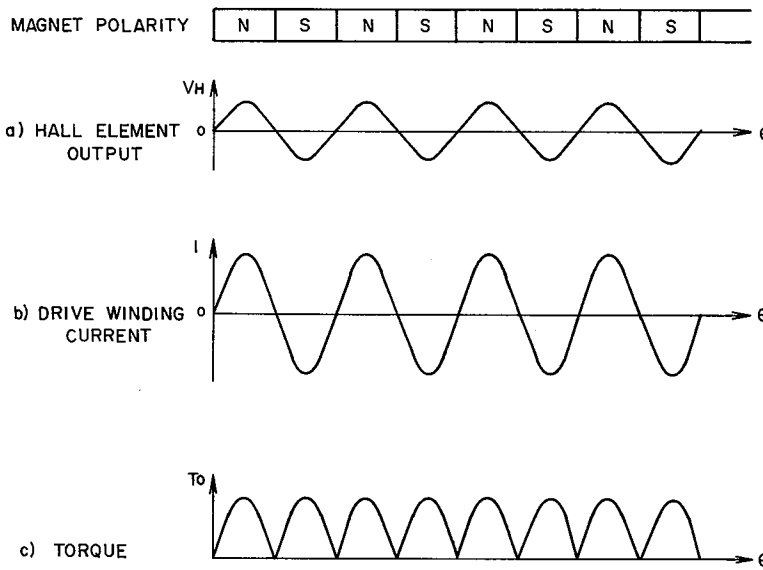 MAGNET POLARITY N S N S N S N S
VH
a) HALL ELEMENT OUTPUT
0
θ
I
b) DRIVE WINDING CURRENT
0
θ
To
c) TORQUE
θ